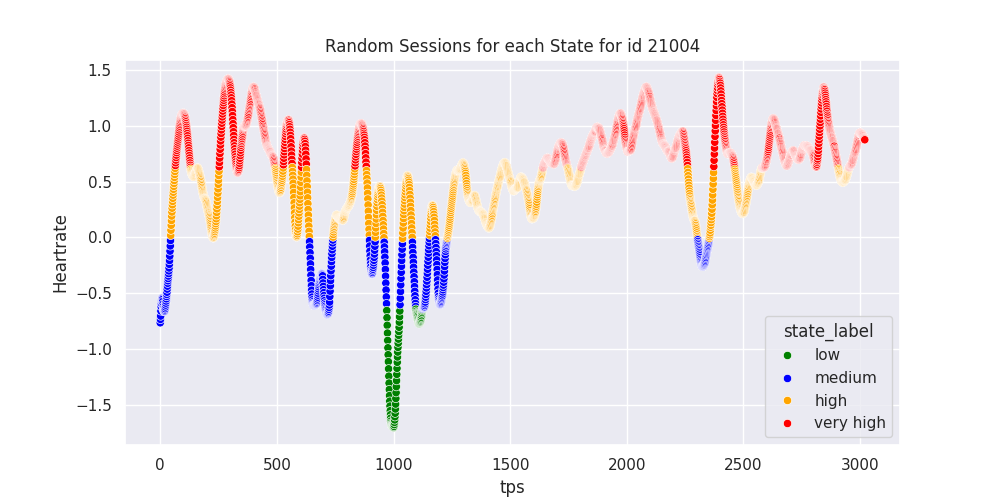 Random Sessions for each State for id 21004
Heartrate
1.5
1.0
0.5
0.0
−0.5
−1.0
−1.5
0 500 1000 1500 2000 2500 3000
tps
state_label
low
medium
high
very high